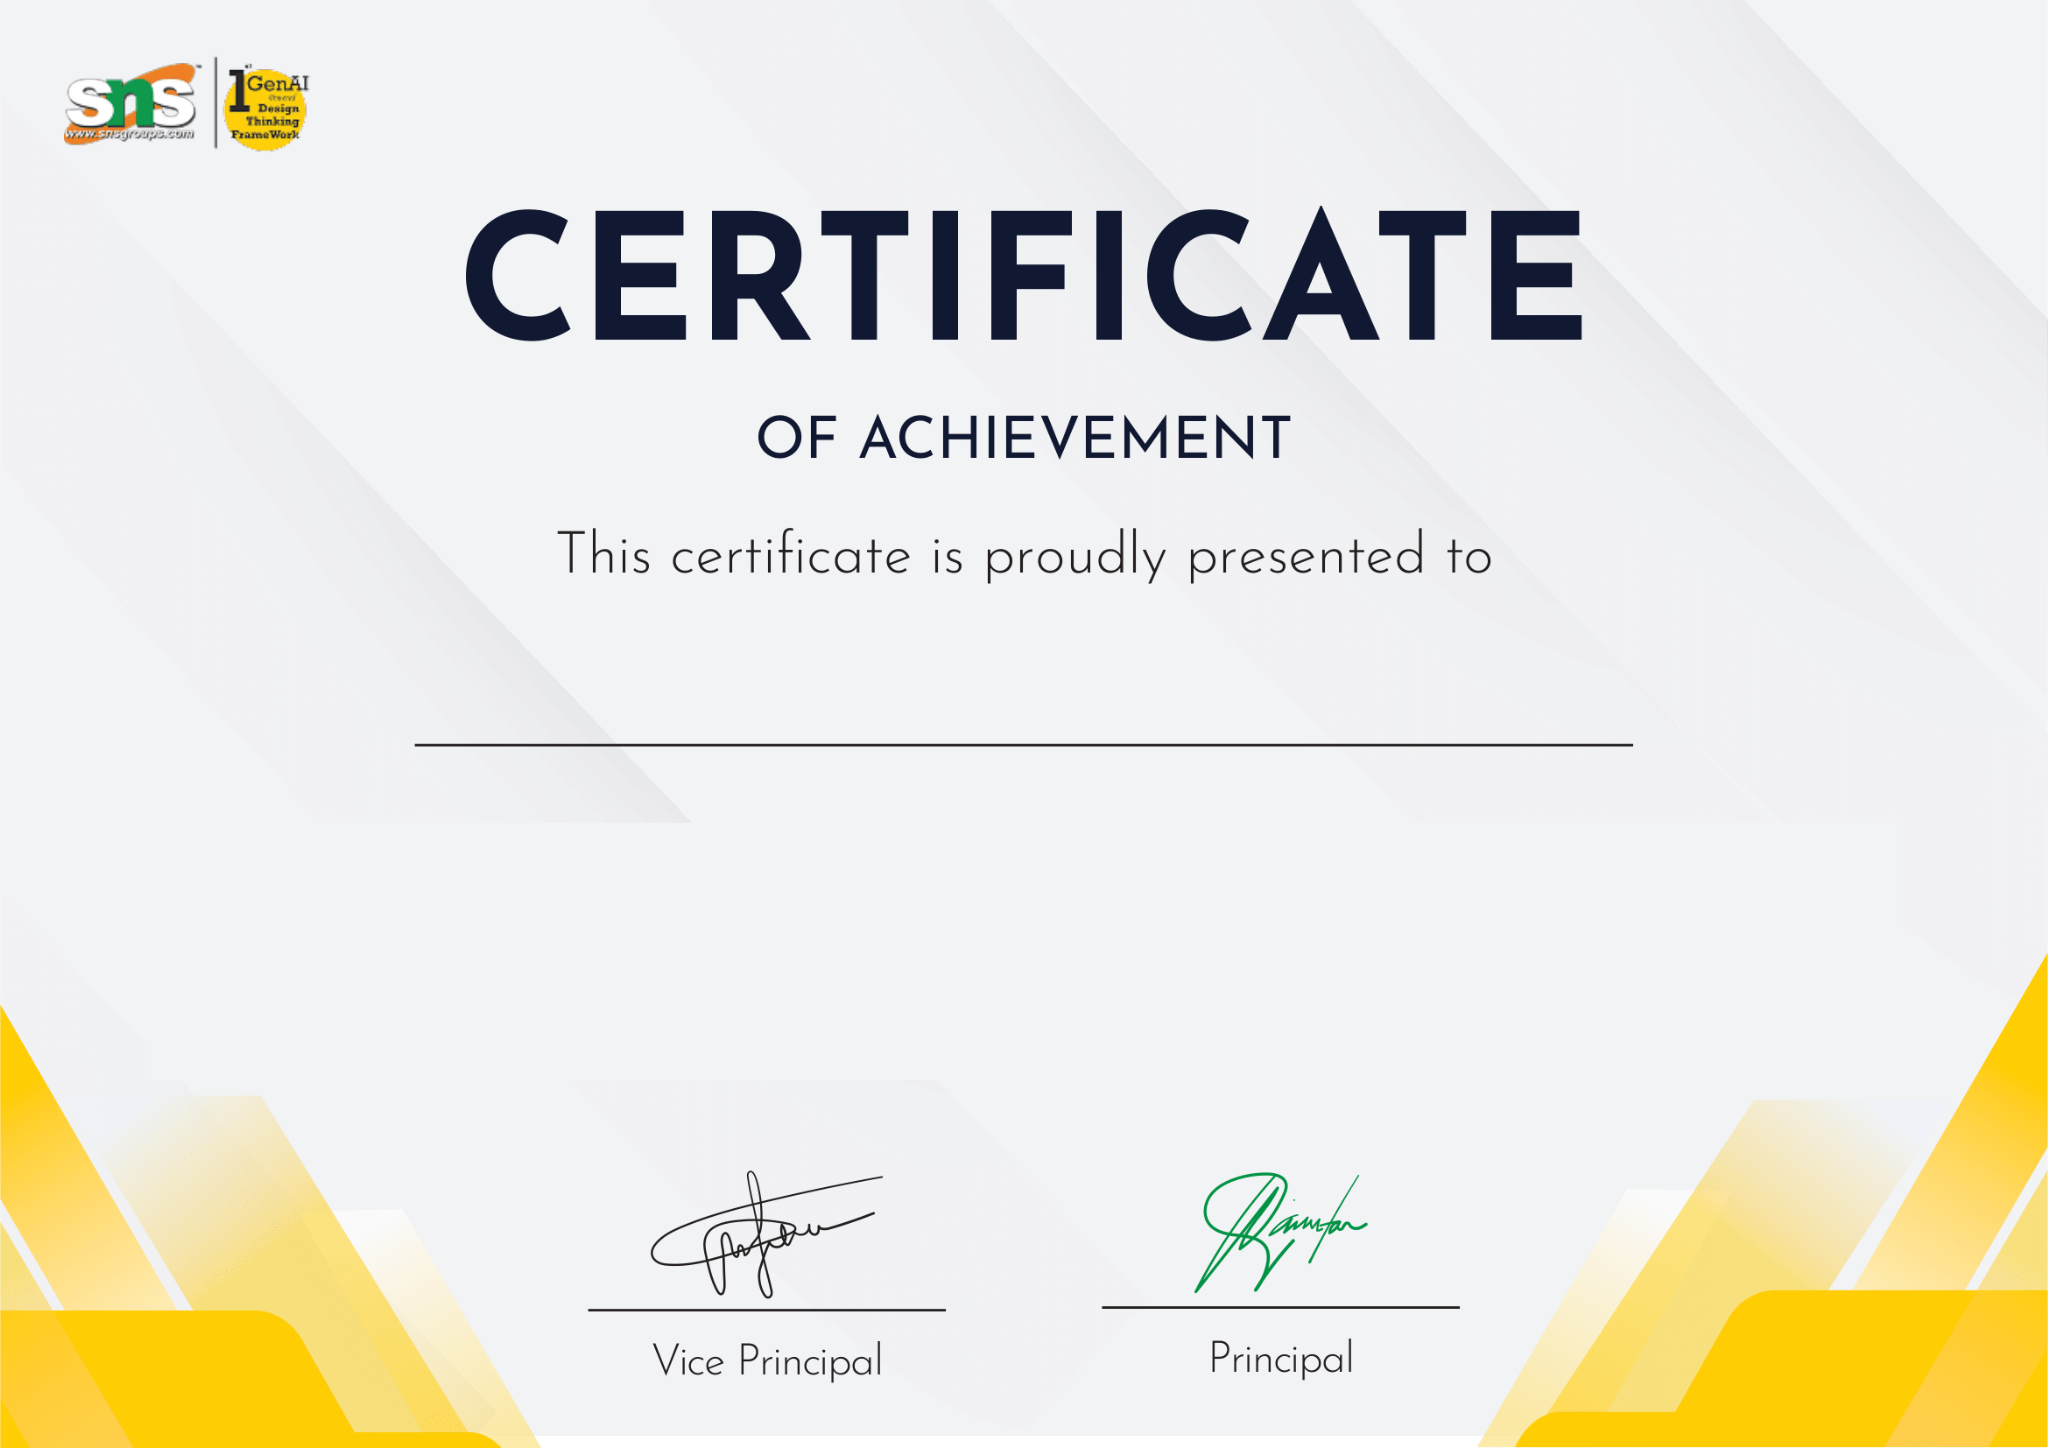 sns
www.snsgroups.com
1st GenAI
Design
Thinking
FrameWork
CERTIFICATE
OF ACHIEVEMENT
This certificate is proudly presented to
Vice Principal
Principal